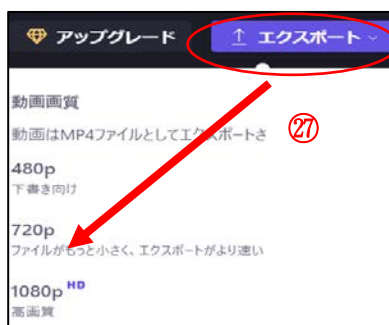 アップグレード エクスポート
動画画質
動画はMP4ファイルとしてエクスポートさ
㉗
480p
下書き向け
720p
ファイルがもっと小さく、エクスポートがより速い
1080p HD
高画質